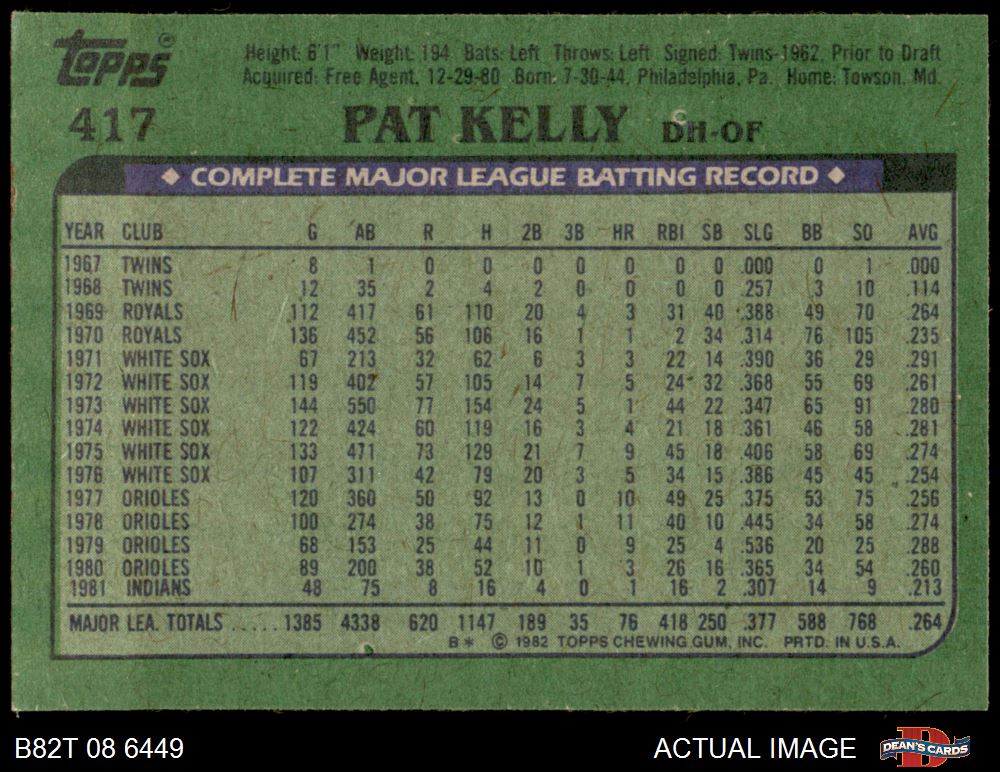 Topps®
Height: 6'1" Weight: 194 Bats: Left Throws: Left Signed: Twins-1962, Prior to Draft
Acquired: Free Agent, 12-29-80 Born: 7-30-44, Philadelphia, Pa. Home: Towson, Md.
417 PAT KELLY DH-OF
◆ COMPLETE MAJOR LEAGUE BATTING RECORD ◆
YEAR CLUB G AB R H 2B 3B HR RBI SB SLG BB SO AVG
1967 TWINS 8 1 0 0 0 0 0 0 0 .000 0 1 .000
1968 TWINS 12 35 2 4 2 0 0 0 0 .257 3 10 .114
1969 ROYALS 112 417 61 110 20 4 3 31 40 .388 49 70 .264
1970 ROYALS 136 452 56 106 16 1 1 2 34 .314 76 105 .235
1971 WHITE SOX 67 213 32 62 6 3 3 22 14 .390 36 29 .291
1972 WHITE SOX 119 402 57 105 14 7 5 24 32 .368 55 69 .261
1973 WHITE SOX 144 550 77 154 24 5 1 44 22 .347 65 91 .280
1974 WHITE SOX 122 424 60 119 16 3 4 21 18 .361 46 58 .281
1975 WHITE SOX 133 471 73 129 21 7 9 45 18 .406 58 69 .274
1976 WHITE SOX 107 311 42 79 20 3 5 34 15 .386 45 45 .254
1977 ORIOLES 120 360 50 92 13 0 10 49 25 .375 53 75 .256
1978 ORIOLES 100 274 38 75 12 1 11 40 10 .445 34 58 .274
1979 ORIOLES 68 153 25 44 11 0 9 25 4 .536 20 25 .288
1980 ORIOLES 89 200 38 52 10 1 3 26 16 .365 34 54 .260
1981 INDIANS 48 75 8 16 4 0 1 16 2 .307 14 9 .213
MAJOR LEA. TOTALS ..... 1385 4338 620 1147 189 35 76 418 250 .377 588 768 .264
B* © 1982 TOPPS CHEWING GUM, INC. PRTD. IN U.S.A.
B82T 08 6449 ACTUAL IMAGE D DEAN'S CARDS